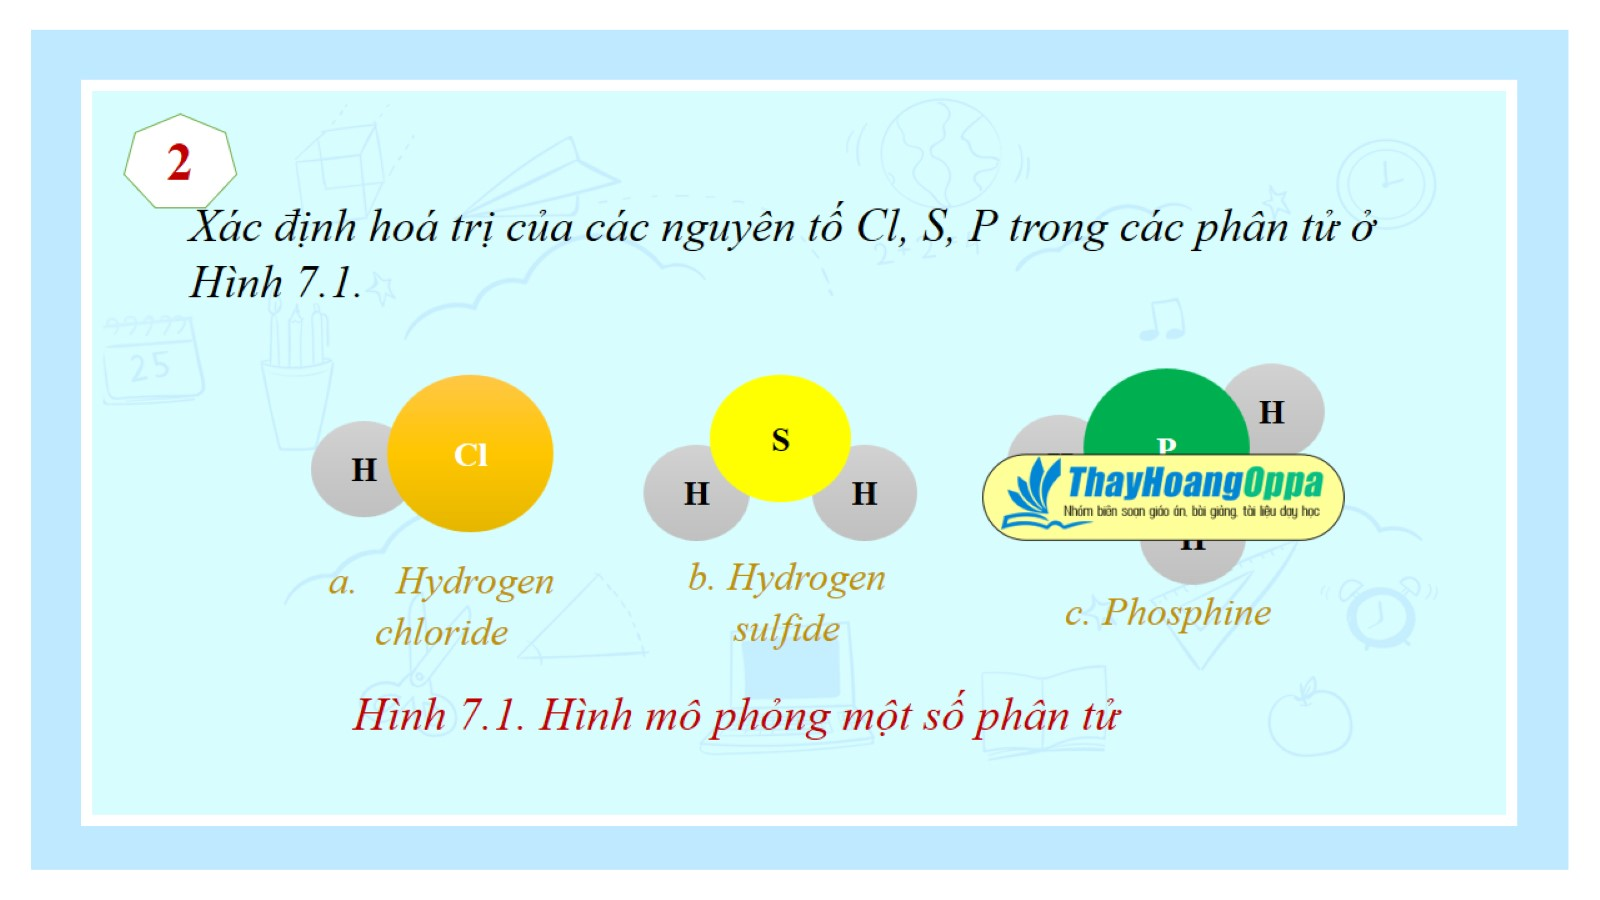 2
Xác định hoá trị của các nguyên tố Cl, S, P trong các phân tử ở
Hình 7.1.
25
H Cl
S
H H
P H
H
ThayHoangOppa
Nhóm biên soạn giáo án, bài giảng, tài liệu dạy học
a. Hydrogen
chloride
b. Hydrogen
sulfide
c. Phosphine
Hình 7.1. Hình mô phỏng một số phân tử